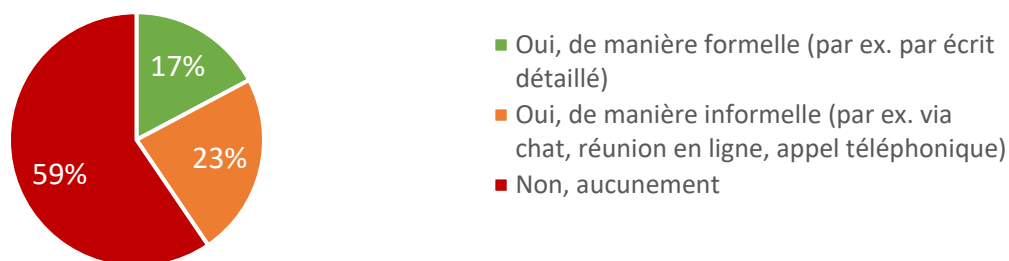 17%
23%
59%
Oui, de manière formelle (par ex. par écrit
détaillé)
Oui, de manière informelle (par ex. via
chat, réunion en ligne, appel téléphonique)
Non, aucunement